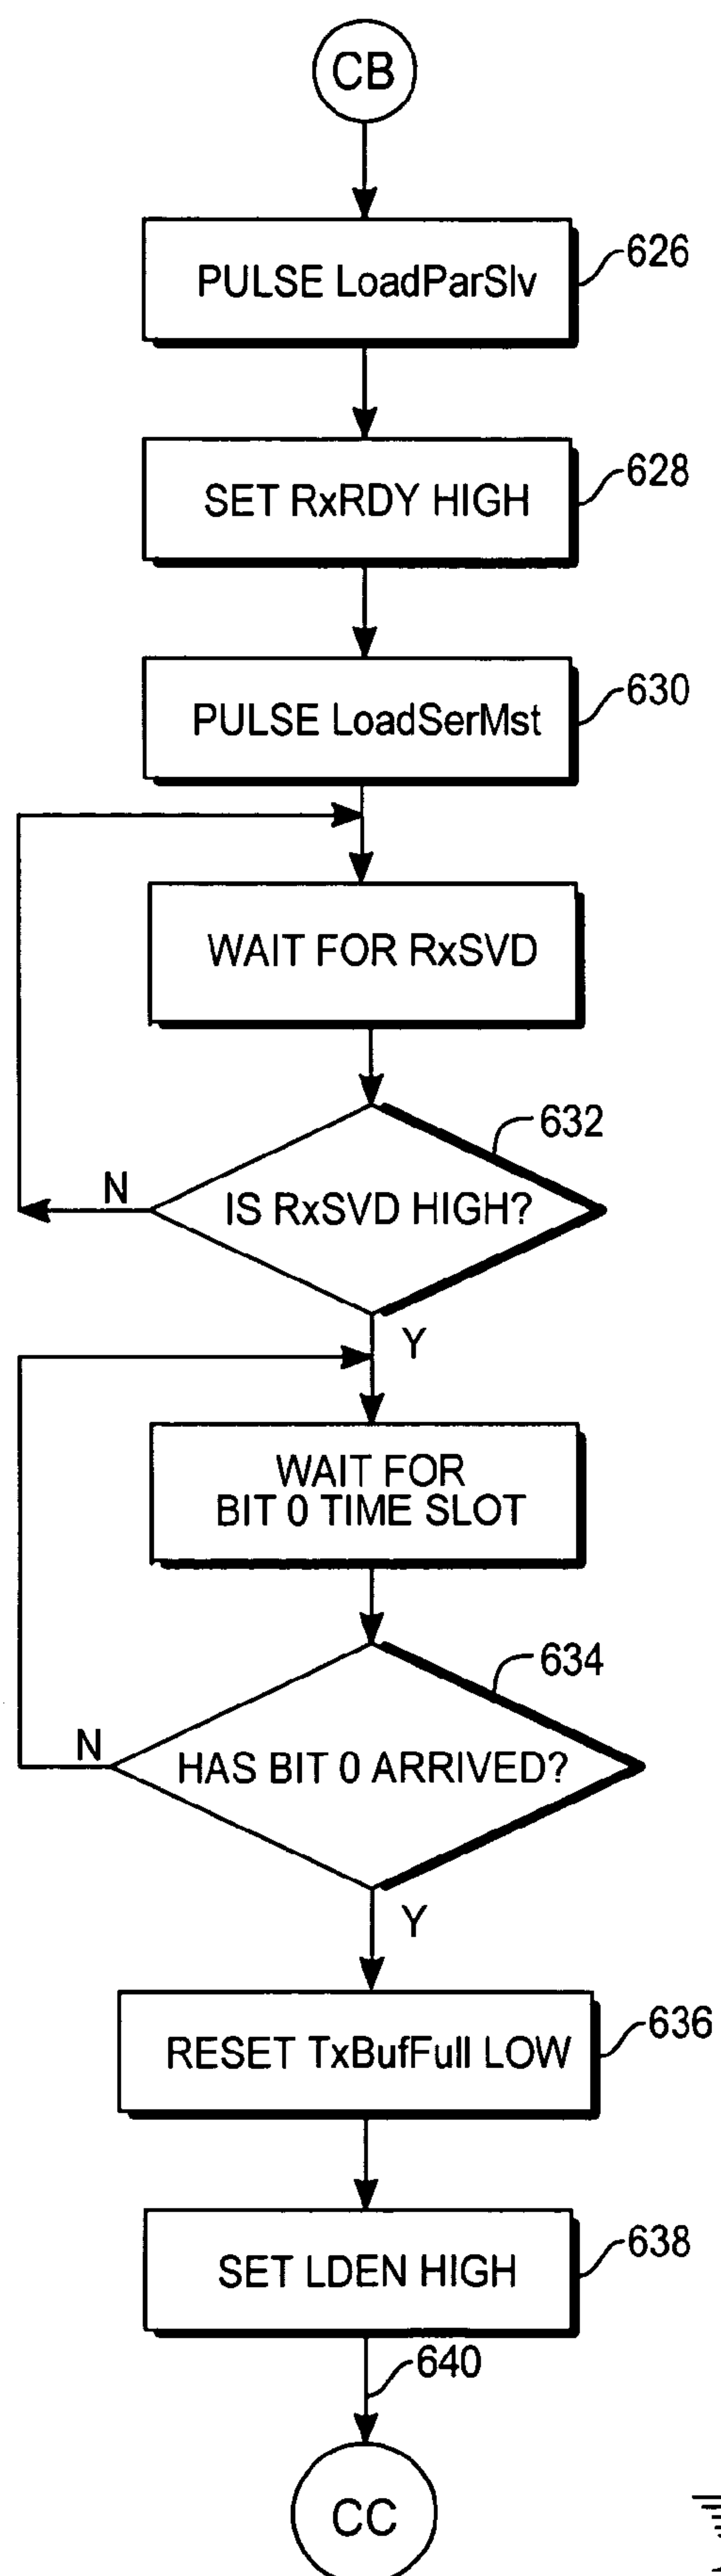 CB
PULSE LoadParSlv
626
SET RxRDY HIGH
628
PULSE LoadSerMst
630
WAIT FOR RxSVD
632
IS RxSVD HIGH?
N
Y
WAIT FOR
BIT 0 TIME SLOT
634
HAS BIT 0 ARRIVED?
N
Y
RESET TxBufFull LOW
636
SET LDEN HIGH
638
640
CC